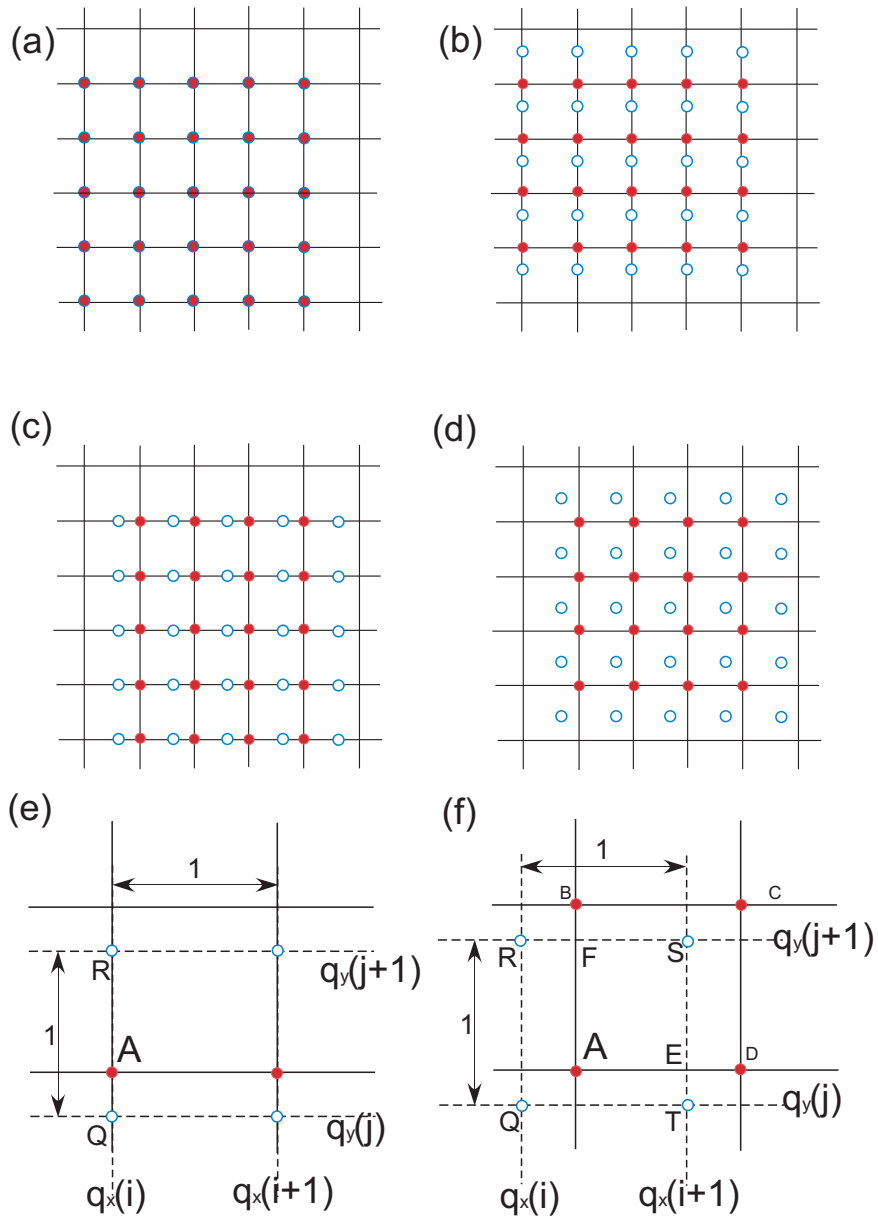 (a)
(b)
(c)
(d)
(e)
1
R
qy(j+1)
1
A
Q
qy(j)
qx(i)
qx(i+1)
(f)
1
B
C
R
F
S
qy(j+1)
1
A
E
D
Q
T
qy(j)
qx(i)
qx(i+1)